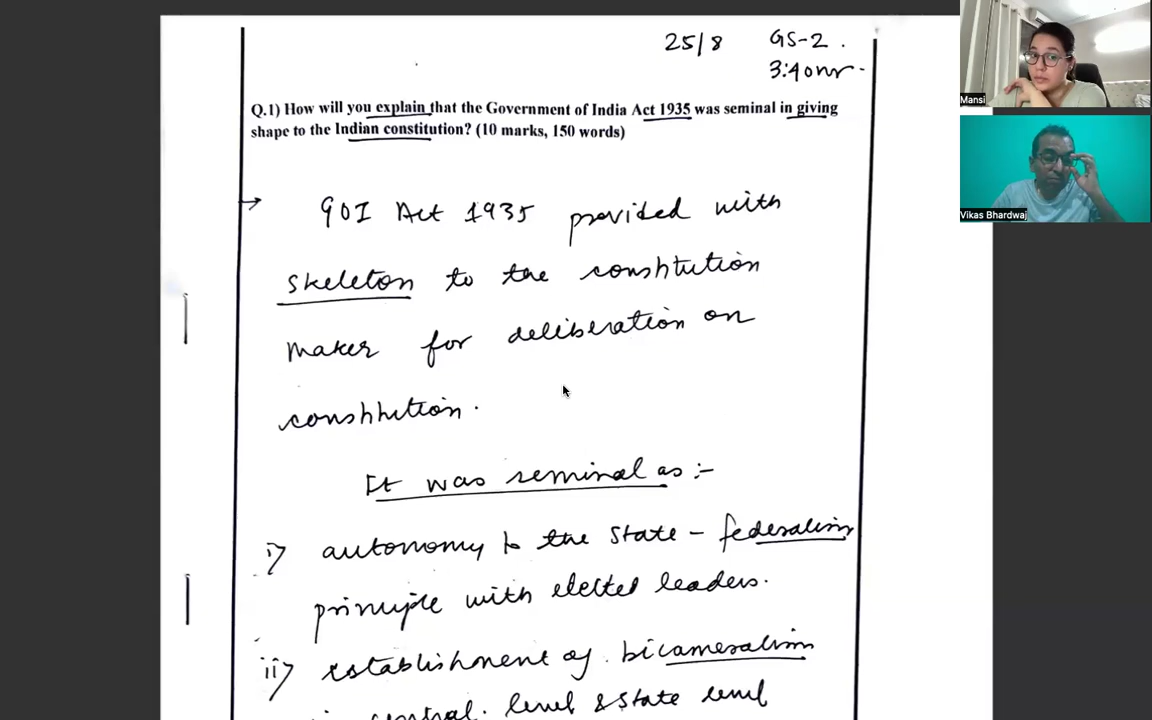 25/8 GS-2.
3:40hr.
Mansi
Vikas Bhardwaj
Q.1) How will you explain that the Government of India Act 1935 was seminal in giving
shape to the Indian constitution? (10 marks, 150 words)
→ GOI Act 1935 provided with
skeleton to the constitution
maker for deliberation on
constitution.
It was seminal as :-
i) autonomy to the state - federalism
principle with elected leaders.
ii) establishment of bicameralism
central level & state level